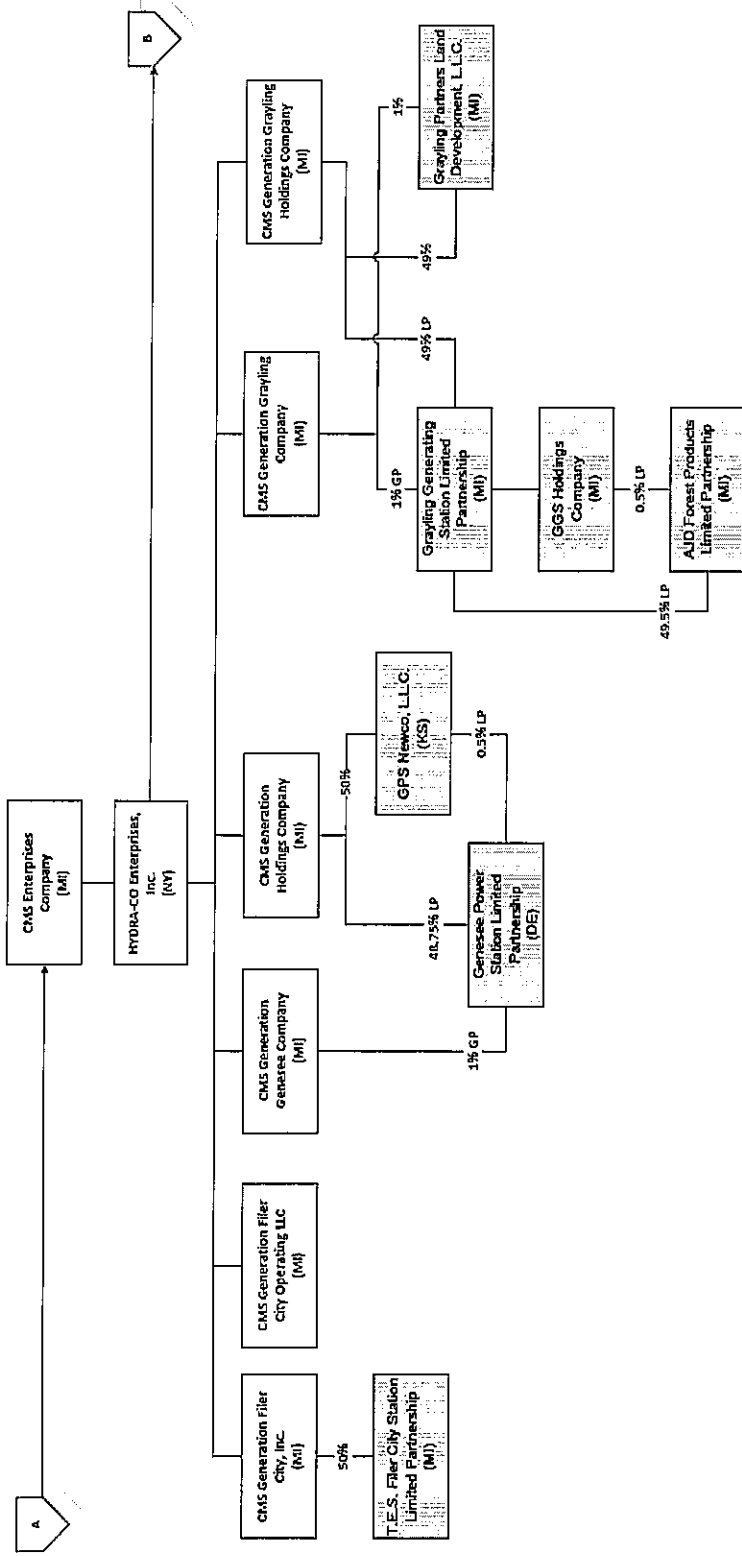 A
B
CMS Enterprises
Company
(MI)
HYDRA-CO Enterprises,
Inc.
(NY)
CMS Generation Filer
City, Inc.
(MI)
CMS Generation Filer
City Operating LLC
(MI)
CMS Generation
Genesee Company
(MI)
CMS Generation
Holdings Company
(MI)
CMS Generation Grayling
Company
(MI)
CMS Generation Grayling
Holdings Company
(MI)
50%
T.E.S. Filer City Station
Limited Partnership
(MI)
1% GP
48.75% LP
50%
GPS Newco, L.L.C.
(KS)
0.5% LP
Genesee Power
Station Limited
Partnership
(DE)
1% GP
49% LP
49%
1%
Grayling Generating
Station Limited
Partnership
(MI)
Grayling Partners Land
Development, L.L.C.
(MI)
GGS Holdings
Company
(MI)
49.5% LP
0.5% LP
AJD Forest Products
Limited Partnership
(MI)